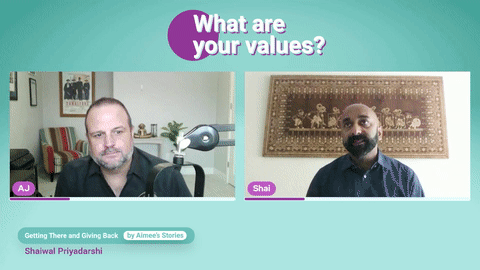 What are
your values?
AJ
Shai
Getting There and Giving Back by Aimee's Stories
Shaiwal Priyadarshi